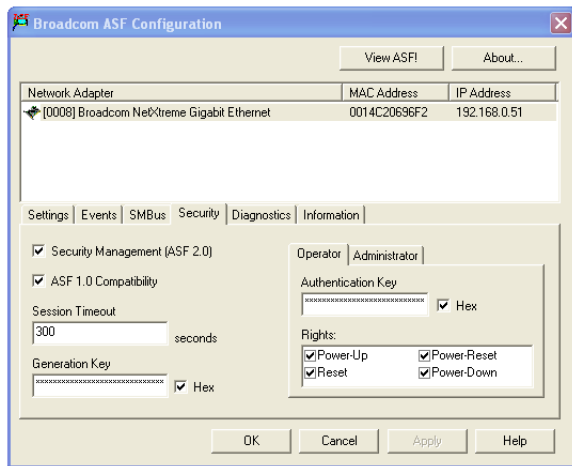 Broadcom ASF Configuration
View ASF!
About...
Network Adapter
MAC Address
IP Address
[0008] Broadcom NetXtreme Gigabit Ethernet
0014C20696F2
192.168.0.51
Settings
Events
SMBus
Security
Diagnostics
Information
Security Management (ASF 2.0)
ASF 1.0 Compatibility
Session Timeout
300
seconds
Generation Key
Hex
Operator
Administrator
Authentication Key
Hex
Rights:
Power-Up
Power-Reset
Reset
Power-Down
OK
Cancel
Apply
Help